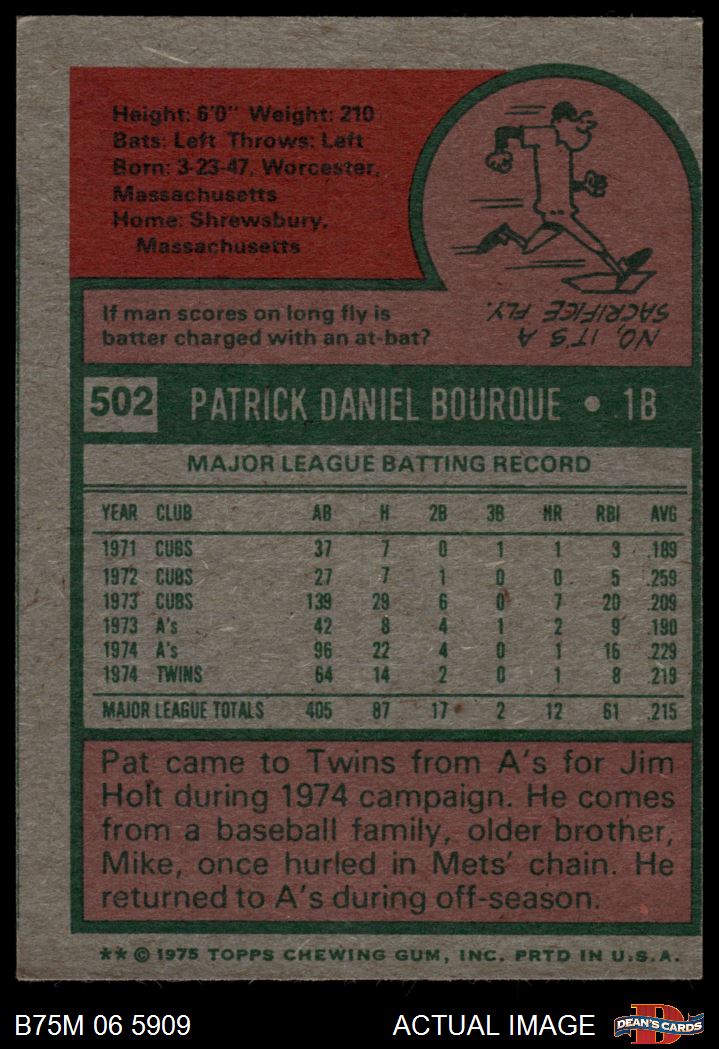 Height: 6'0" Weight: 210
Bats: Left Throws: Left
Born: 3-23-47, Worcester,
Massachusetts
Home: Shrewsbury,
Massachusetts
If man scores on long fly is
batter charged with an at-bat?
NO, IT'S A
SACRIFICE FLY.
502 PATRICK DANIEL BOURQUE • 1B
MAJOR LEAGUE BATTING RECORD
YEAR CLUB AB H 2B 3B HR RBI AVG
1971 CUBS 37 7 0 1 1 3 .189
1972 CUBS 27 7 1 0 0 5 .259
1973 CUBS 139 29 6 0 7 20 .209
1973 A's 42 8 4 1 2 9 .190
1974 A's 96 22 4 0 1 16 .229
1974 TWINS 64 14 2 0 1 8 .219
MAJOR LEAGUE TOTALS 405 87 17 2 12 61 .215
Pat came to Twins from A's for Jim
Holt during 1974 campaign. He comes
from a baseball family, older brother,
Mike, once hurled in Mets' chain. He
returned to A's during off-season.
** © 1975 TOPPS CHEWING GUM, INC. PRTD IN U.S.A.
B75M 06 5909 ACTUAL IMAGE DEAN'S CARDS